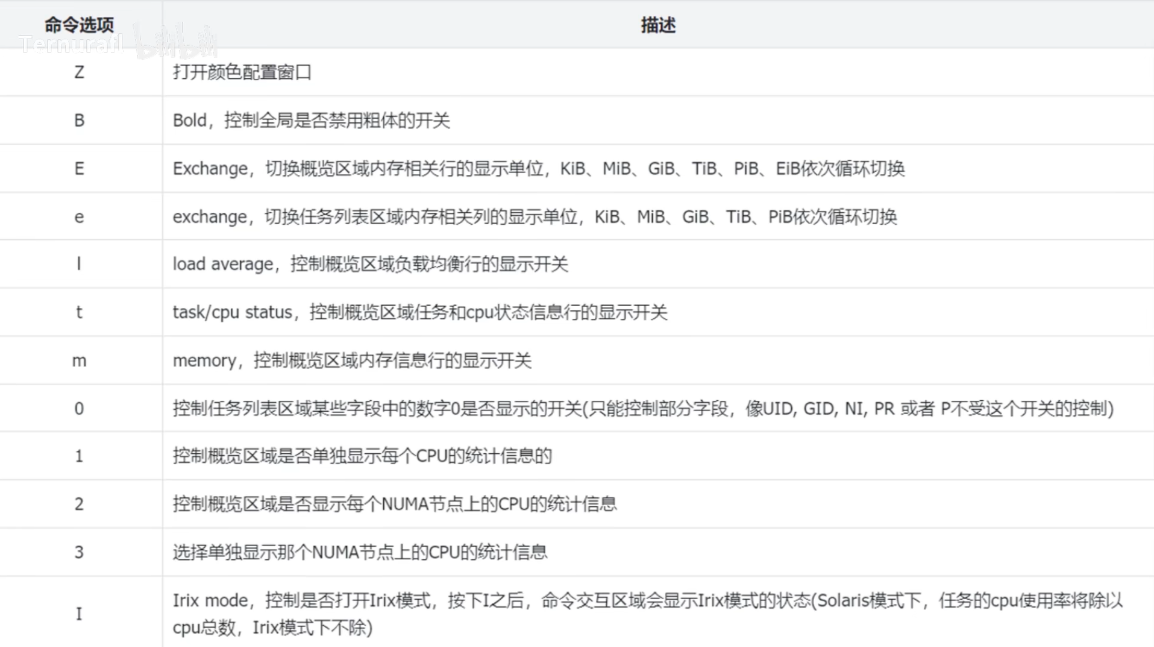 命令选项 描述
Ternura果
bilibili
Z 打开颜色配置窗口
B Bold，控制全局是否禁用粗体的开关
E Exchange，切换概览区域内存相关行的显示单位，KiB、MiB、GiB、TiB、PiB、EiB依次循环切换
e exchange，切换任务列表区域内存相关列的显示单位，KiB、MiB、GiB、TiB、PiB依次循环切换
l load average，控制概览区域负载均衡行的显示开关
t task/cpu status，控制概览区域任务和cpu状态信息行的显示开关
m memory，控制概览区域内存信息行的显示开关
0 控制任务列表区域某些字段中的数字0是否显示的开关(只能控制部分字段，像UID, GID, NI, PR 或者 P不受这个开关的控制)
1 控制概览区域是否单独显示每个CPU的统计信息的
2 控制概览区域是否显示每个NUMA节点上的CPU的统计信息
3 选择单独显示那个NUMA节点上的CPU的统计信息
I Irix mode，控制是否打开Irix模式，按下I之后，命令交互区域会显示Irix模式的状态(Solaris模式下，任务的cpu使用率将除以
cpu总数，Irix模式下不除)